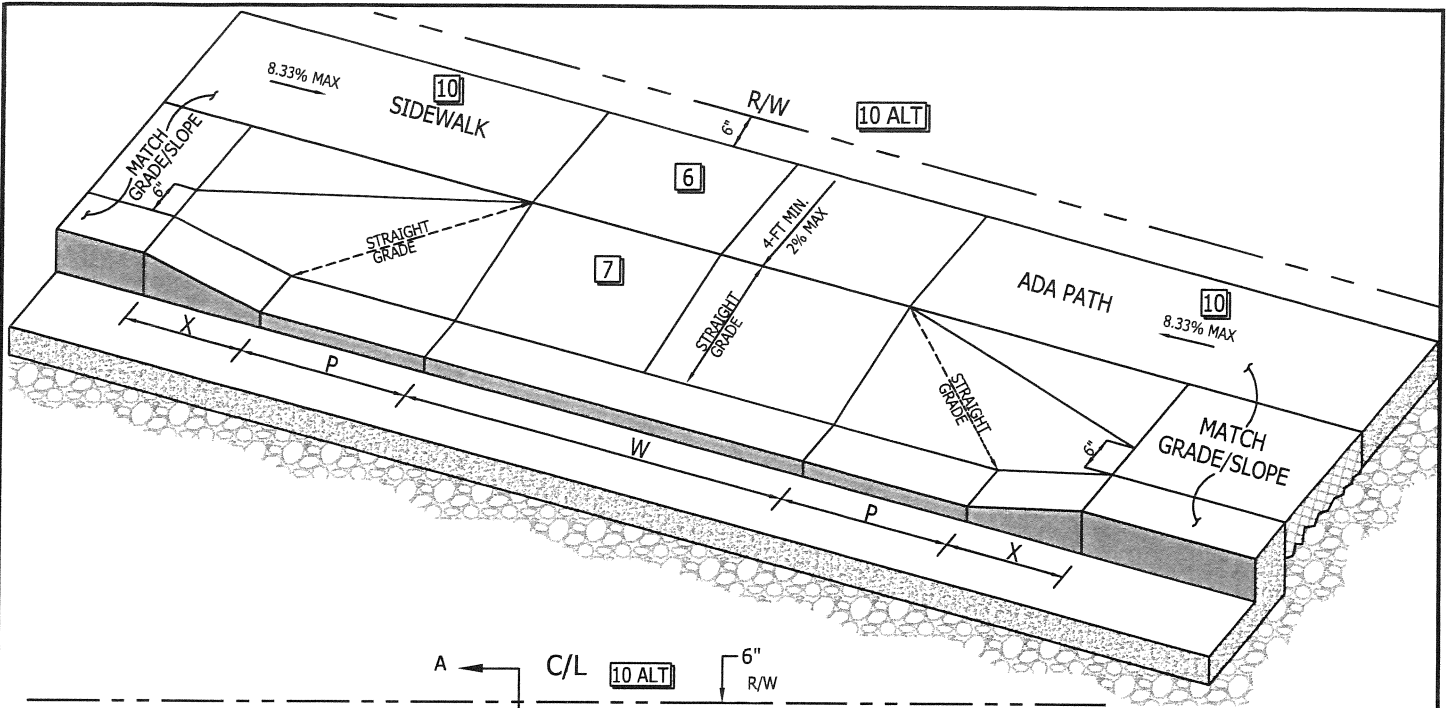 8.33% MAX
10
SIDEWALK
R/W
10 ALT
6"
MATCH
GRADE/SLOPE
6"
6
STRAIGHT
GRADE
4-FT MIN.
2% MAX
7
STRAIGHT
GRADE
ADA PATH
10
8.33% MAX
STRAIGHT
GRADE
6"
MATCH
GRADE/SLOPE
X
P
W
P
X
A
C/L
10 ALT
6"
R/W